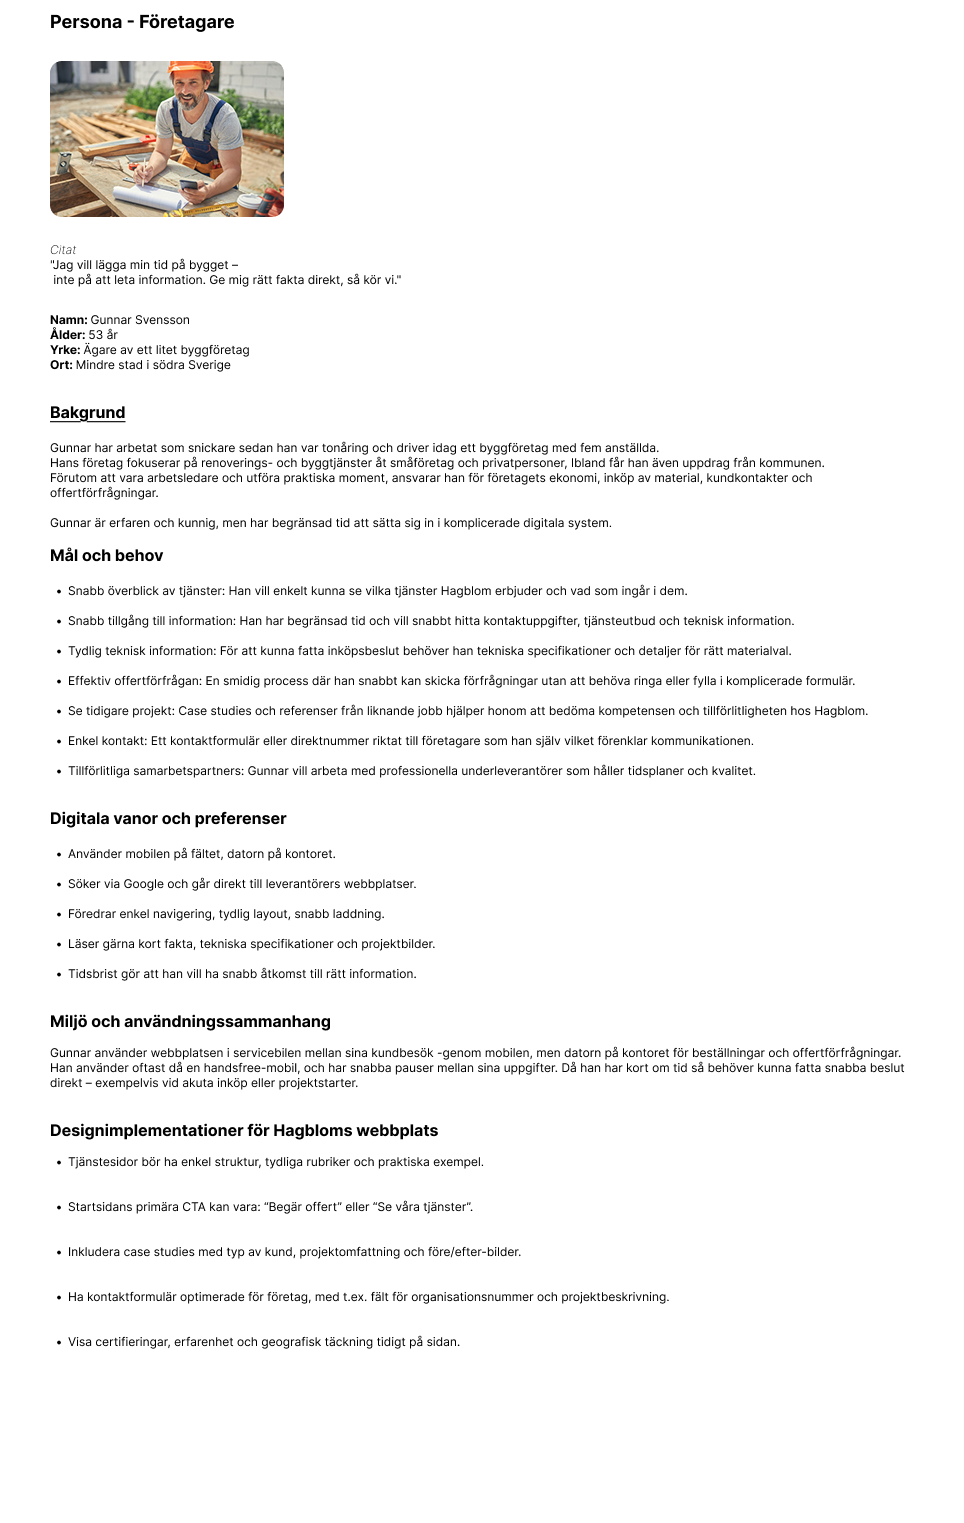 Persona - Företagare
Citat
"Jag vill lägga min tid på bygget –
inte på att leta information. Ge mig rätt fakta direkt, så kör vi."
Namn: Gunnar Svensson
Ålder: 53 år
Yrke: Ägare av ett litet byggföretag
Ort: Mindre stad i södra Sverige
Bakgrund
Gunnar har arbetat som snickare sedan han var tonåring och driver idag ett byggföretag med fem anställda.
Hans företag fokuserar på renoverings- och byggtjänster åt småföretag och privatpersoner, Ibland får han även uppdrag från kommunen.
Förutom att vara arbetsledare och utföra praktiska moment, ansvarar han för företagets ekonomi, inköp av material, kundkontakter och
offertförfrågningar.
Gunnar är erfaren och kunnig, men har begränsad tid att sätta sig in i komplicerade digitala system.
Mål och behov
• Snabb överblick av tjänster: Han vill enkelt kunna se vilka tjänster Hagblom erbjuder och vad som ingår i dem.
• Snabb tillgång till information: Han har begränsad tid och vill snabbt hitta kontaktuppgifter, tjänsteutbud och teknisk information.
• Tydlig teknisk information: För att kunna fatta inköpsbeslut behöver han tekniska specifikationer och detaljer för rätt materialval.
• Effektiv offertförfrågan: En smidig process där han snabbt kan skicka förfrågningar utan att behöva ringa eller fylla i komplicerade formulär.
• Se tidigare projekt: Case studies och referenser från liknande jobb hjälper honom att bedöma kompetensen och tillförlitligheten hos Hagblom.
• Enkel kontakt: Ett kontaktformulär eller direktnummer riktat till företagare som han själv vilket förenklar kommunikationen.
• Tillförlitliga samarbetspartners: Gunnar vill arbeta med professionella underleverantörer som håller tidsplaner och kvalitet.
Digitala vanor och preferenser
• Använder mobilen på fältet, datorn på kontoret.
• Söker via Google och går direkt till leverantörers webbplatser.
• Föredrar enkel navigering, tydlig layout, snabb laddning.
• Läser gärna kort fakta, tekniska specifikationer och projektbilder.
• Tidsbrist gör att han vill ha snabb åtkomst till rätt information.
Miljö och användningssammanhang
Gunnar använder webbplatsen i servicebilen mellan sina kundbesök -genom mobilen, men datorn på kontoret för beställningar och offertförfrågningar.
Han använder oftast då en handsfree-mobil, och har snabba pauser mellan sina uppgifter. Då han har kort om tid så behöver kunna fatta snabba beslut
direkt – exempelvis vid akuta inköp eller projektstarter.
Designimplementationer för Hagbloms webbplats
• Tjänstesidor bör ha enkel struktur, tydliga rubriker och praktiska exempel.
• Startsidans primära CTA kan vara: “Begär offert” eller “Se våra tjänster”.
• Inkludera case studies med typ av kund, projektomfattning och före/efter-bilder.
• Ha kontaktformulär optimerade för företag, med t.ex. fält för organisationsnummer och projektbeskrivning.
• Visa certifieringar, erfarenhet och geografisk täckning tidigt på sidan.